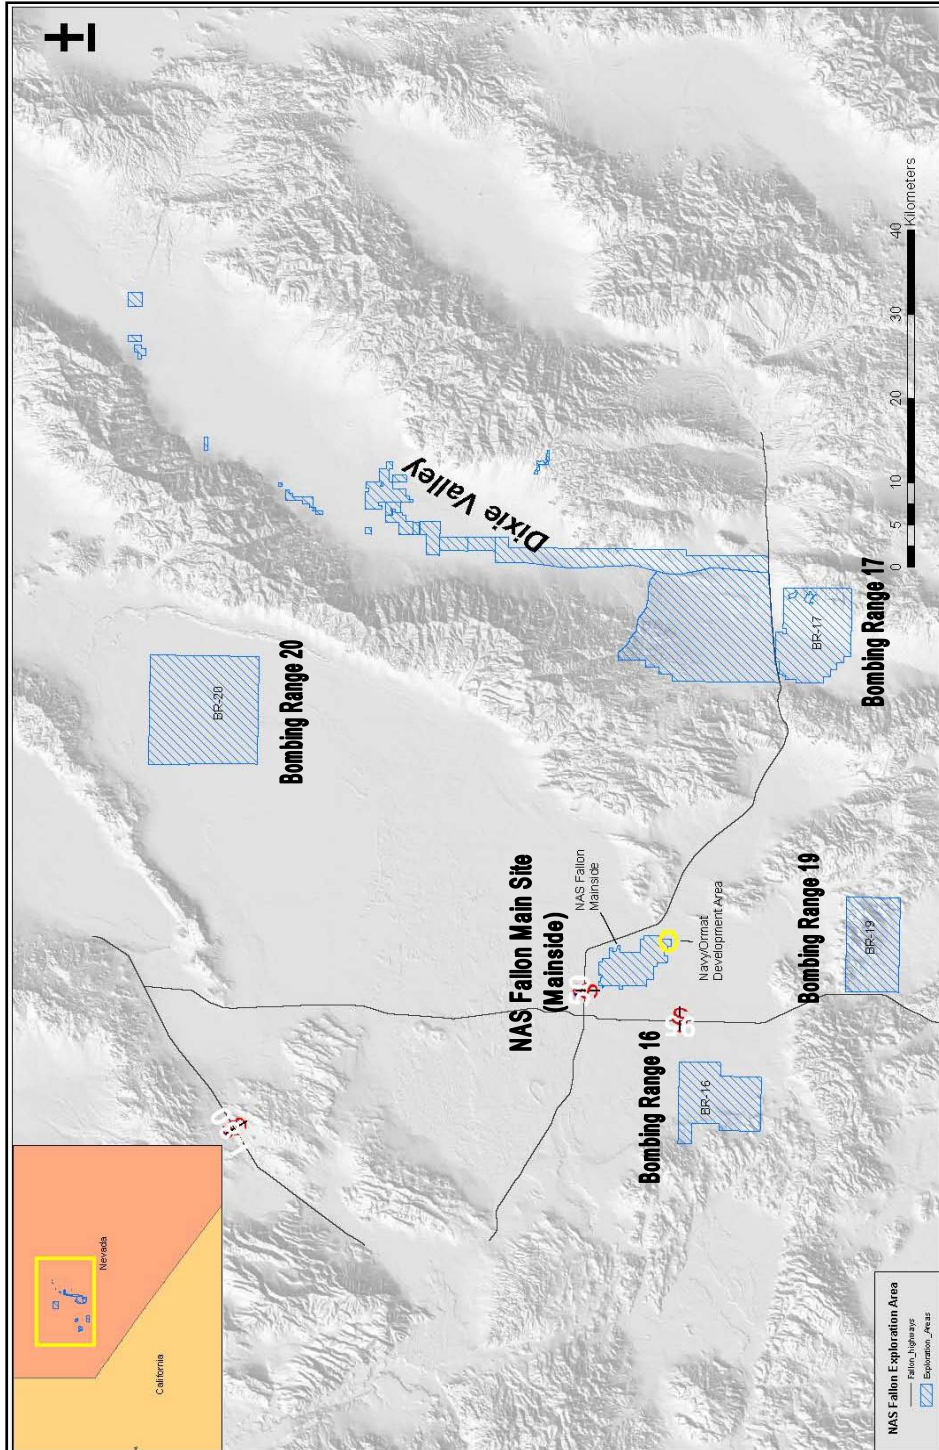 Nevada
California
BR-20
Bombing Range 20
Dixie Valley
NAS Fallon Main Site
(Mainside)
NAS Fallon
Mainside
Navy/Ormat
Development Area
Bombing Range 16
BR-16
Bombing Range 19
BR-19
BR-17
Bombing Range 17
0 5 10 20 30 40
Kilometers
NAS Fallon Exploration Area
Fallon_highways
Exploration_Areas